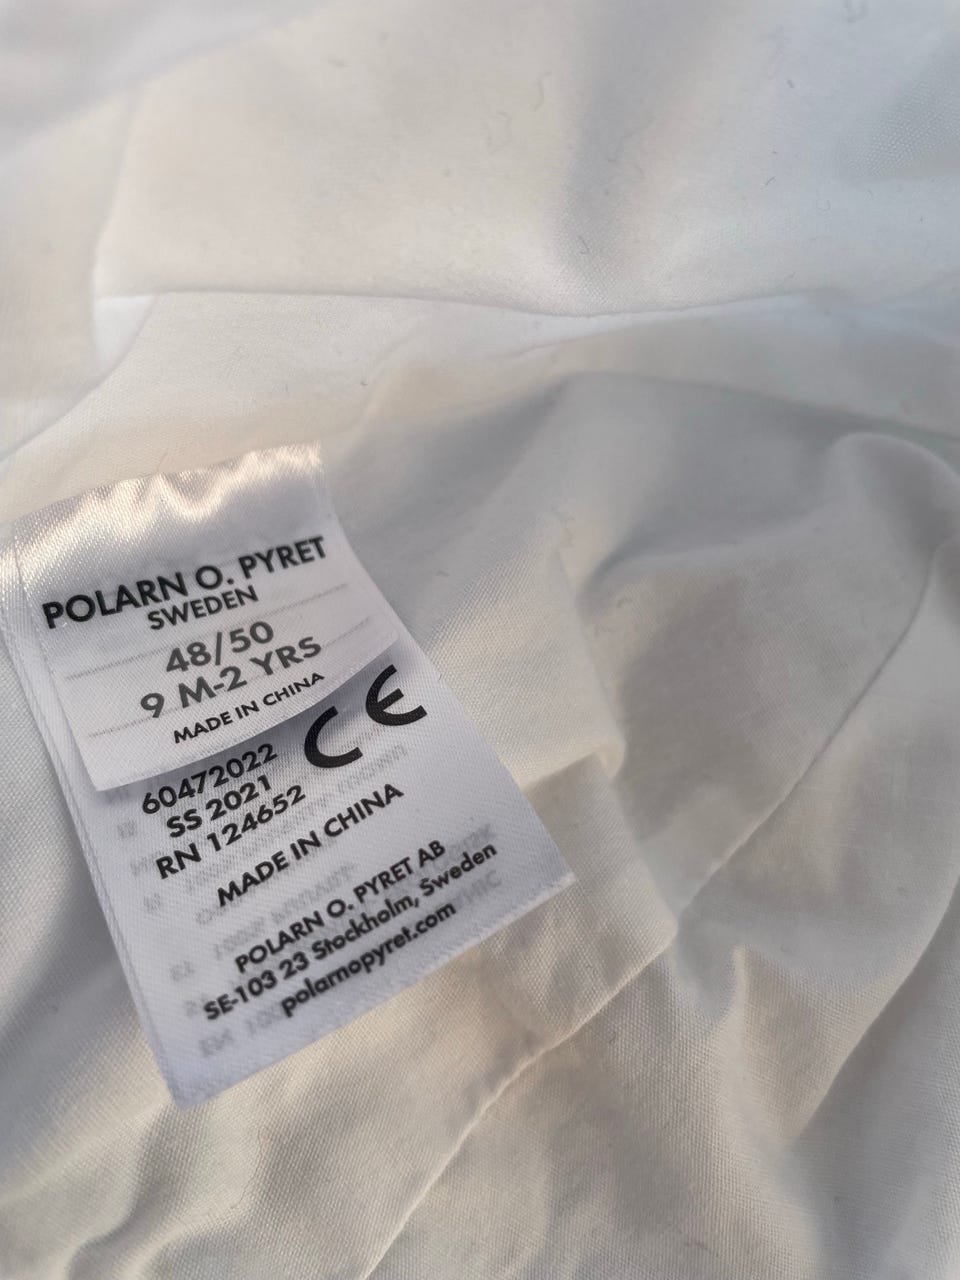 POLARN O. PYRET
SWEDEN
48/50
9 M-2 YRS
MADE IN CHINA
CE
60472022
SS 2021
RN 124652
MADE IN CHINA
POLARN O. PYRET AB
SE-103 23 Stockholm, Sweden
polarnopyret.com